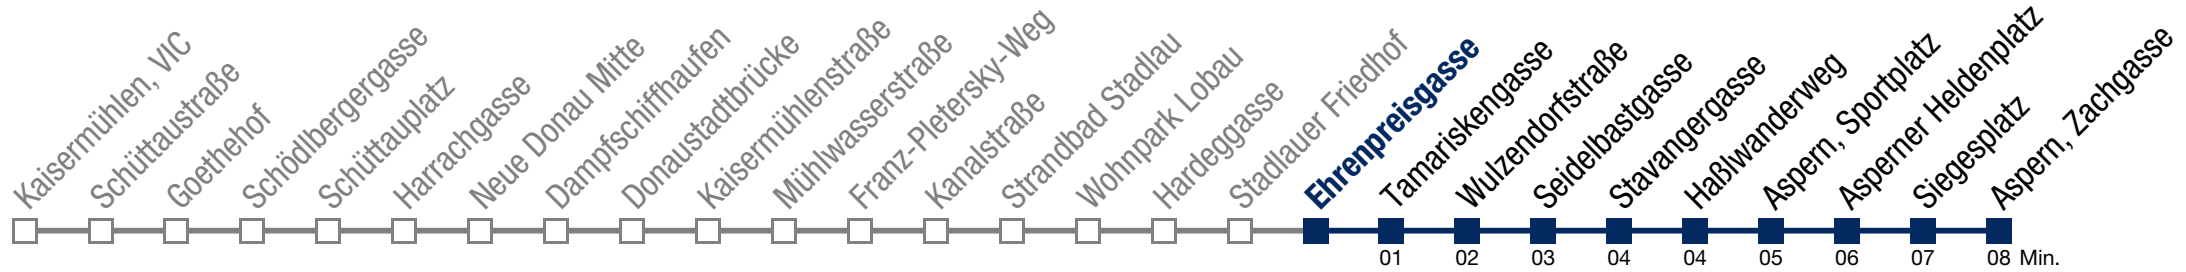 Kaisermühlen, VIC
Schüttaustraße
Goethehof
Schödlbergergasse
Schüttauplatz
Harrachgasse
Neue Donau Mitte
Dampfschiffhaufen
Donaustadtbrücke
Kaisermühlenstraße
Mühlwasserstraße
Franz-Pletersky-Weg
Kanalstraße
Strandbad Stadlau
Wohnpark Lobau
Hardeggasse
Stadlauer Friedhof
Ehrenpreisgasse
Tamariskengasse
Wulzendorfstraße
Seidelbastgasse
Stavangergasse
Haßlwanderweg
Aspern, Sportplatz
Asperner Heldenplatz
Siegesplatz
Aspern, Zachgasse
01 02 03 04 04 05 06 07 08 Min.